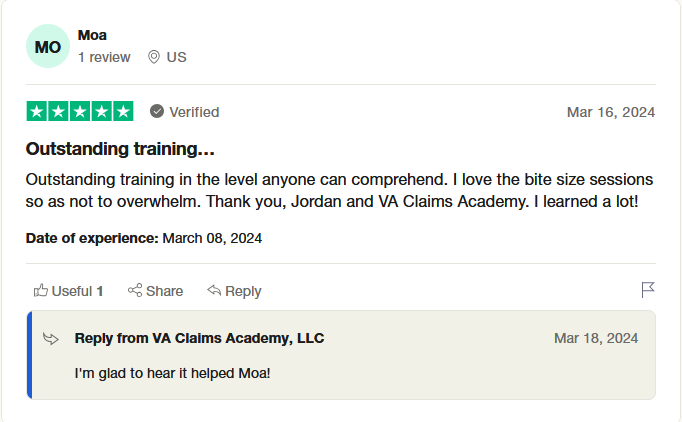 MO
Moa
1 review
US
Verified
Mar 16, 2024
Outstanding training…
Outstanding training in the level anyone can comprehend. I love the bite size sessions
so as not to overwhelm. Thank you, Jordan and VA Claims Academy. I learned a lot!
Date of experience: March 08, 2024
Useful 1
Share
Reply
Reply from VA Claims Academy, LLC
Mar 18, 2024
I'm glad to hear it helped Moa!